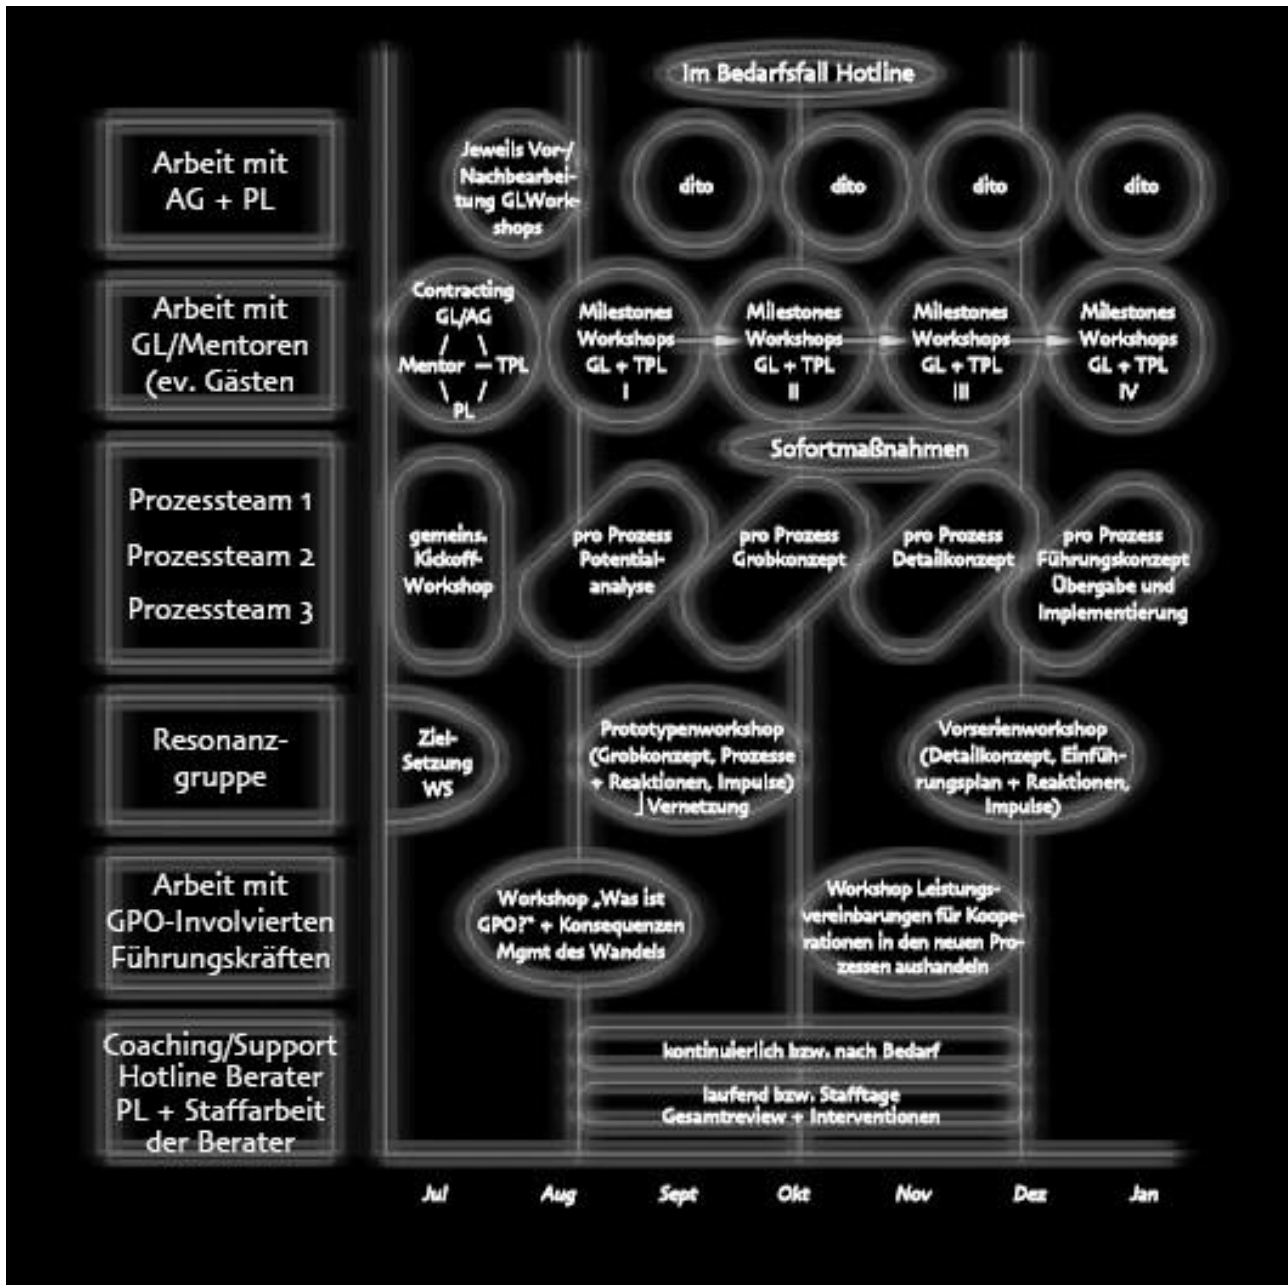 Im Bedarfsfall Hotline
Arbeit mit
AG + PL
Jeweils Vor-/
Nachbearbei-
tung GLWork-
shops
dito
dito
dito
dito
Arbeit mit
GL/Mentoren
(ev. Gästen
Contracting
GL/AG
/ \
Mentor — TPL
\ /
PL
Milestones
Workshops
GL + TPL
I
Milestones
Workshops
GL + TPL
II
Milestones
Workshops
GL + TPL
III
Milestones
Workshops
GL + TPL
IV
Sofortmaßnahmen
Prozessteam 1
Prozessteam 2
Prozessteam 3
gemeins.
Kickoff-
Workshop
pro Prozess
Potential-
analyse
pro Prozess
Grobkonzept
pro Prozess
Detailkonzept
pro Prozess
Führungskonzept
Übergabe und
Implementierung
Resonanz-
gruppe
Ziel-
Setzung
WS
Prototypenworkshop
(Grobkonzept, Prozesse
+ Reaktionen, Impulse)
Vernetzung
Vorserienworkshop
(Detailkonzept, Einfüh-
rungsplan + Reaktionen,
Impulse)
Arbeit mit
GPO-Involvierten
Führungskräften
Workshop „Was ist
GPO?“ + Konsequenzen
Mgmt des Wandels
Workshop Leistungs-
vereinbarungen für Koope-
rationen in den neuen Pro-
zessen aushandeln
Coaching/Support
Hotline Berater
PL + Staffarbeit
der Berater
kontinuierlich bzw. nach Bedarf
laufend bzw. Stafftage
Gesamtreview + Interventionen
Jul Aug Sept Okt Nov Dez Jan